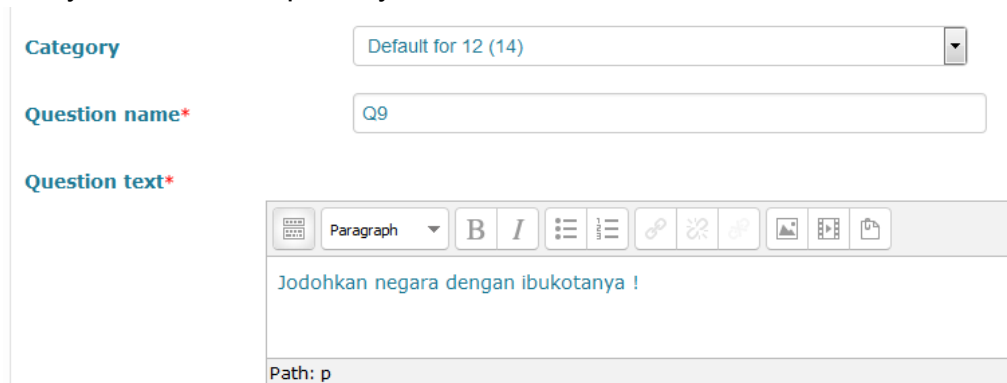 Category Default for 12 (14)
Question name* Q9
Question text*
Paragraph B I
Jodohkan negara dengan ibukotanya !
Path: p